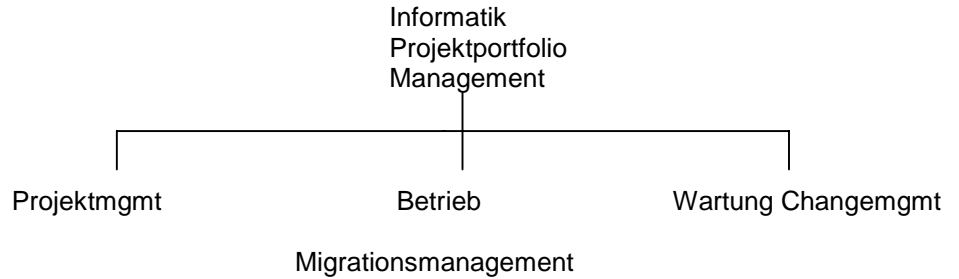 Informatik
Projektportfolio
Management
Projektmgmt Betrieb Wartung Changemgmt
Migrationsmanagement